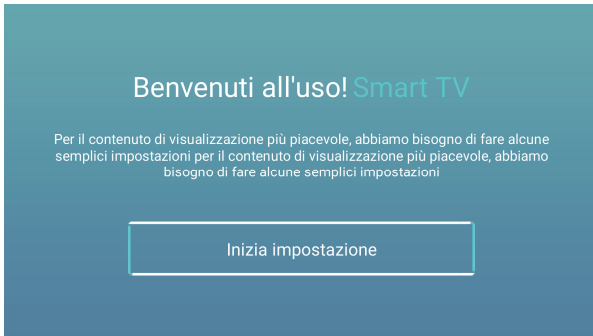 Benvenuti all'uso! Smart TV
Per il contenuto di visualizzazione più piacevole, abbiamo bisogno di fare alcune
semplici impostazioni per il contenuto di visualizzazione più piacevole, abbiamo
bisogno di fare alcune semplici impostazioni
Inizia impostazione